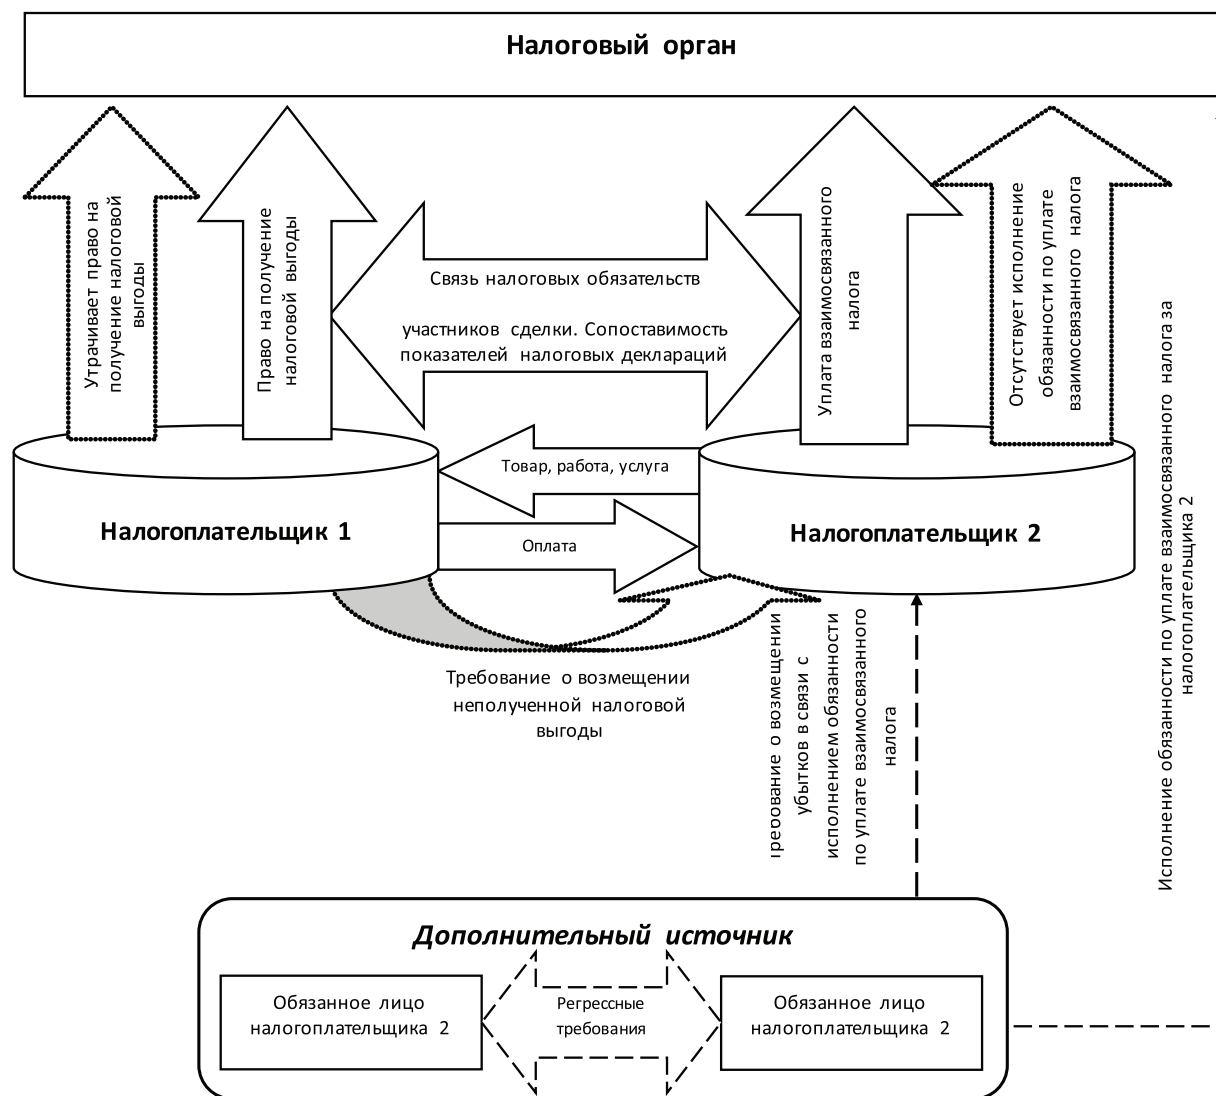 Налоговый орган
Утрачивает право на
получение налоговой
выгоды
Право на получение
налоговой выгоды
Связь налоговых обязательств
участников сделки. Сопоставимость
показателей налоговых деклараций
Уплата взаимосвязанного
налога
Отсутствует исполнение
обязанности по уплате
взаимосвязанного налога
Товар, работа, услуга
Оплата
Налогоплательщик 1
Налогоплательщик 2
Требование о возмещении
неполученной налоговой
выгоды
Требование о возмещении
убытков в связи с
исполнением обязанности
по уплате взаимосвязанного
налога
Исполнение обязанности по уплате взаимосвязанного налога за
налогоплательщика 2
Дополнительный источник
Обязанное лицо
налогоплательщика 2
Регрессные
требования
Обязанное лицо
налогоплательщика 2